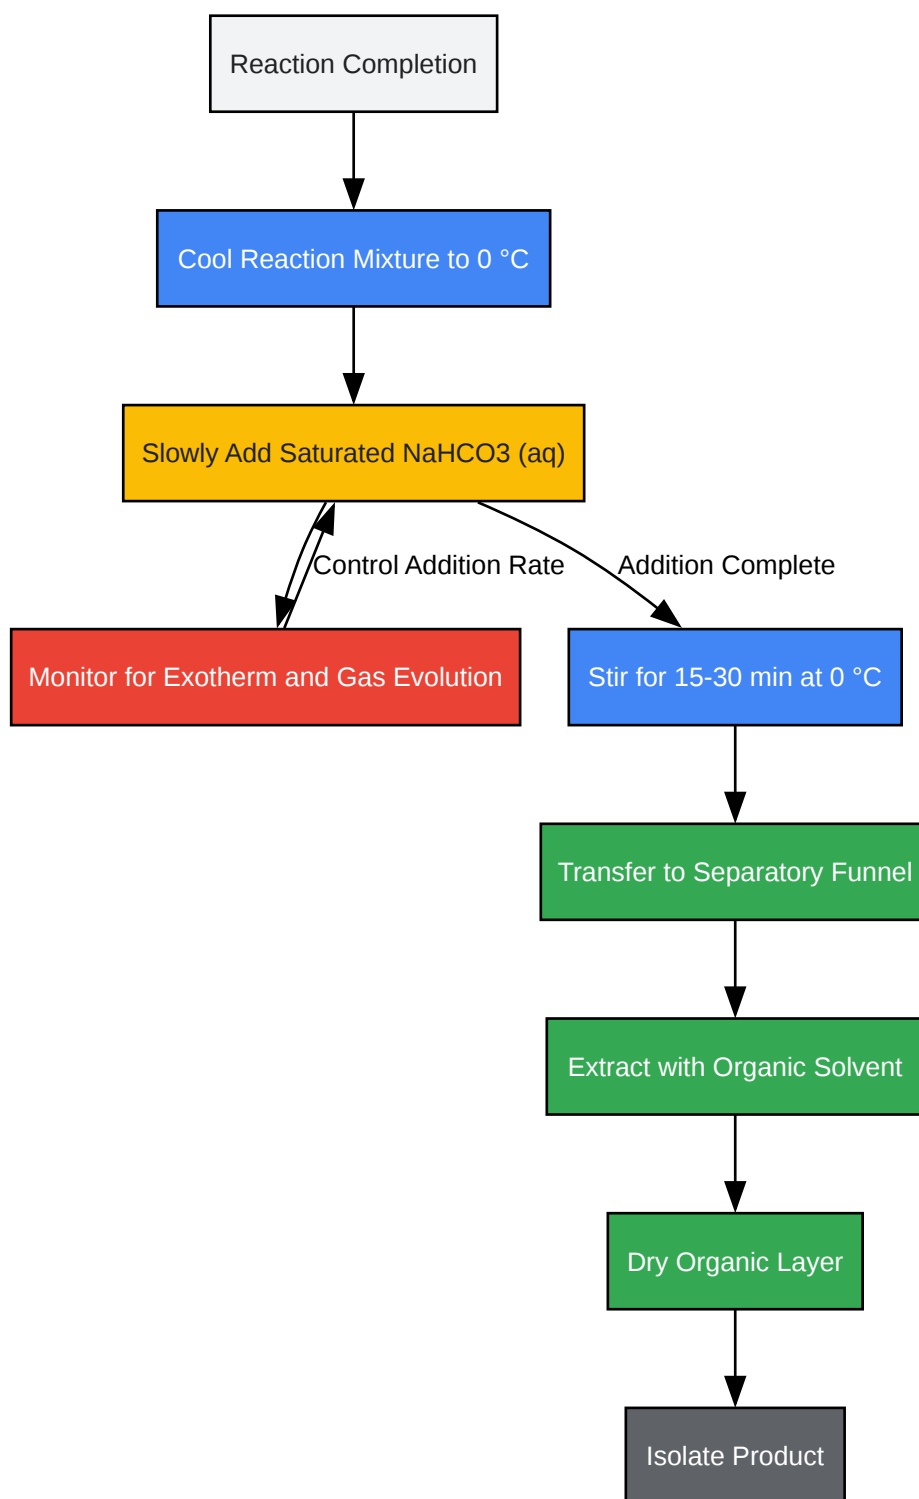 Reaction Completion
Cool Reaction Mixture to 0 °C
Slowly Add Saturated NaHCO3 (aq)
Control Addition Rate
Addition Complete
Monitor for Exotherm and Gas Evolution
Stir for 15-30 min at 0 °C
Transfer to Separatory Funnel
Extract with Organic Solvent
Dry Organic Layer
Isolate Product